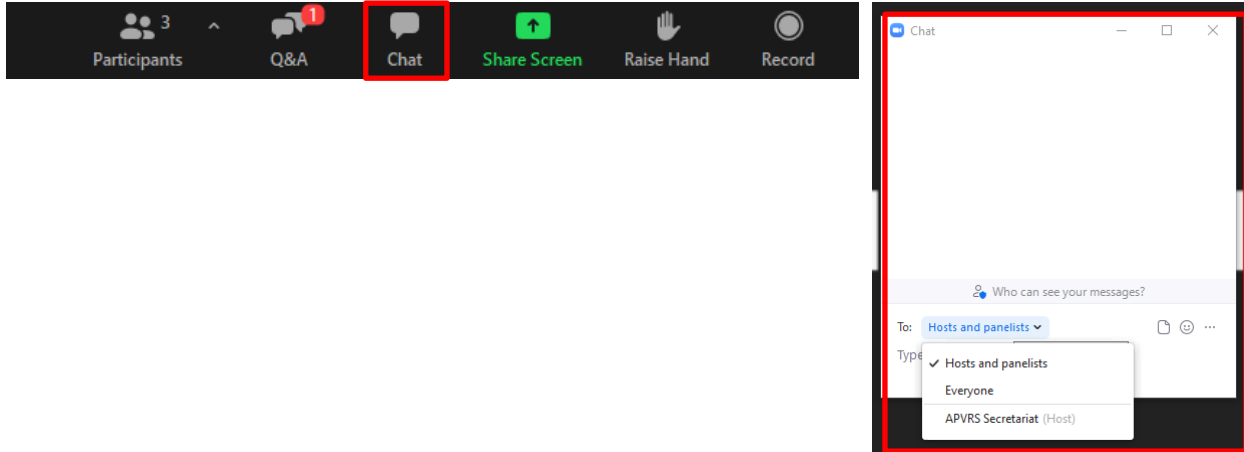 3
1
Participants
Q&A
Chat
Share Screen
Raise Hand
Record
Chat
Who can see your messages?
To: Hosts and panelists
Type
Hosts and panelists
Everyone
APVRS Secretariat (Host)